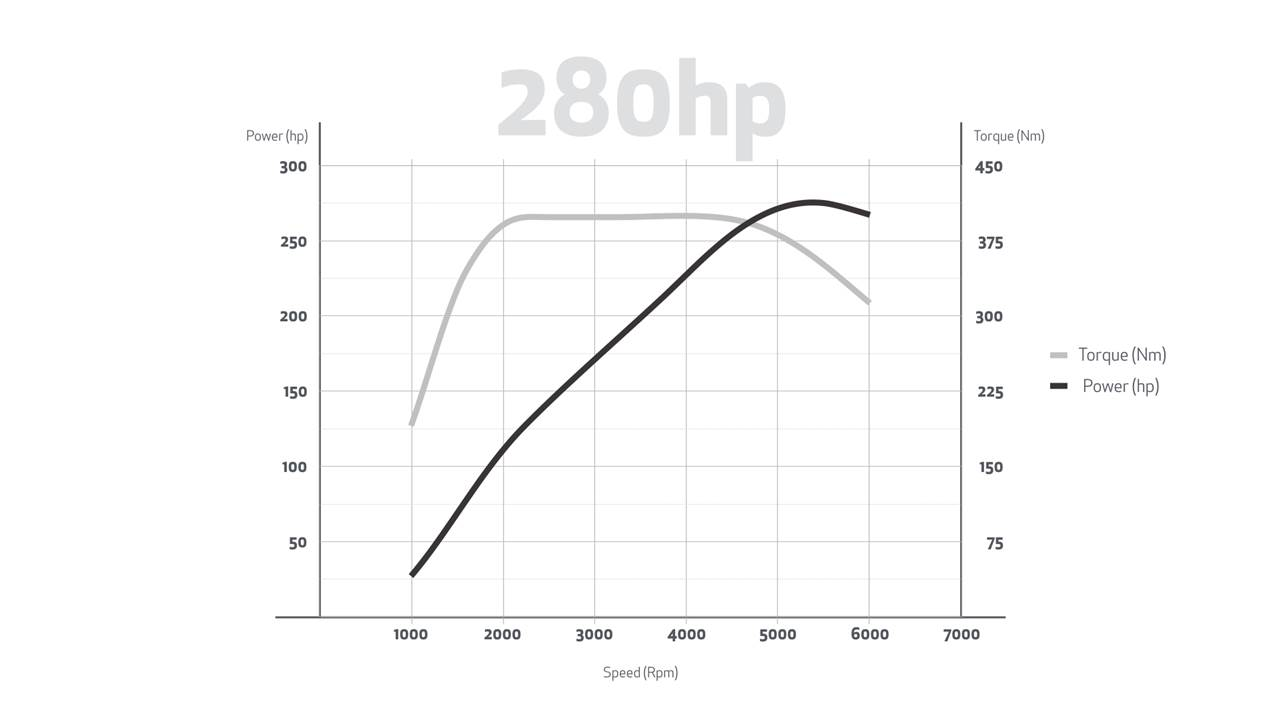 280hp
Power (hp)
Torque (Nm)
300
450
250
375
200
300
150
225
100
150
50
75
Torque (Nm)
Power (hp)
1000 2000 3000 4000 5000 6000 7000
Speed (Rpm)